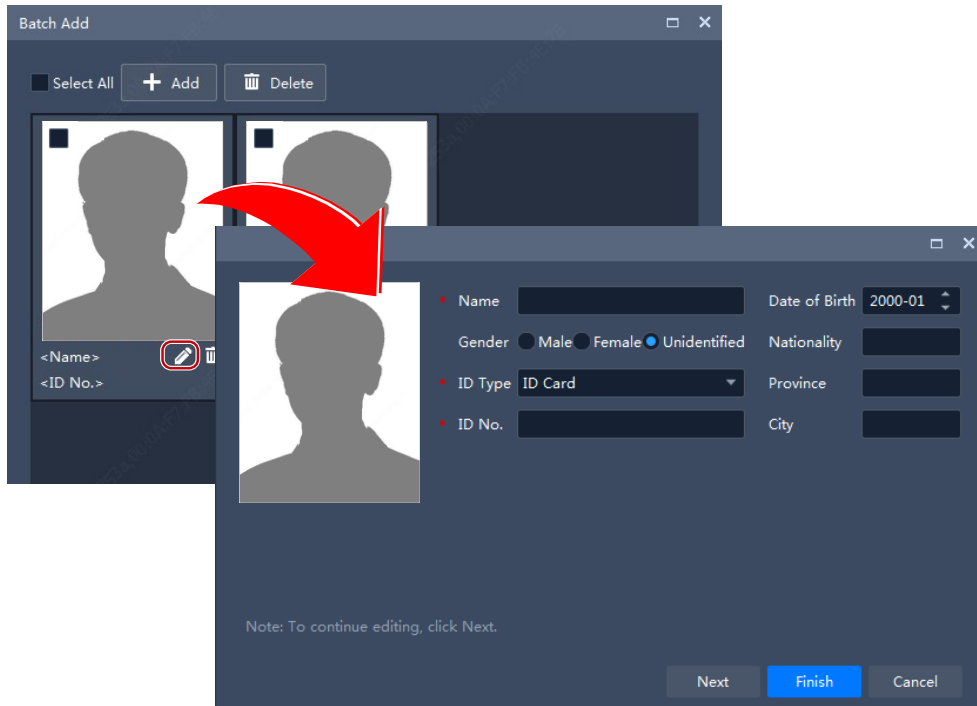 Batch Add
Select All Add Delete
<Name>
<ID No.>
* Name Date of Birth 2000-01
Gender Male Female Unidentified Nationality
* ID Type ID Card Province
* ID No. City
Note: To continue editing, click Next.
Next Finish Cancel